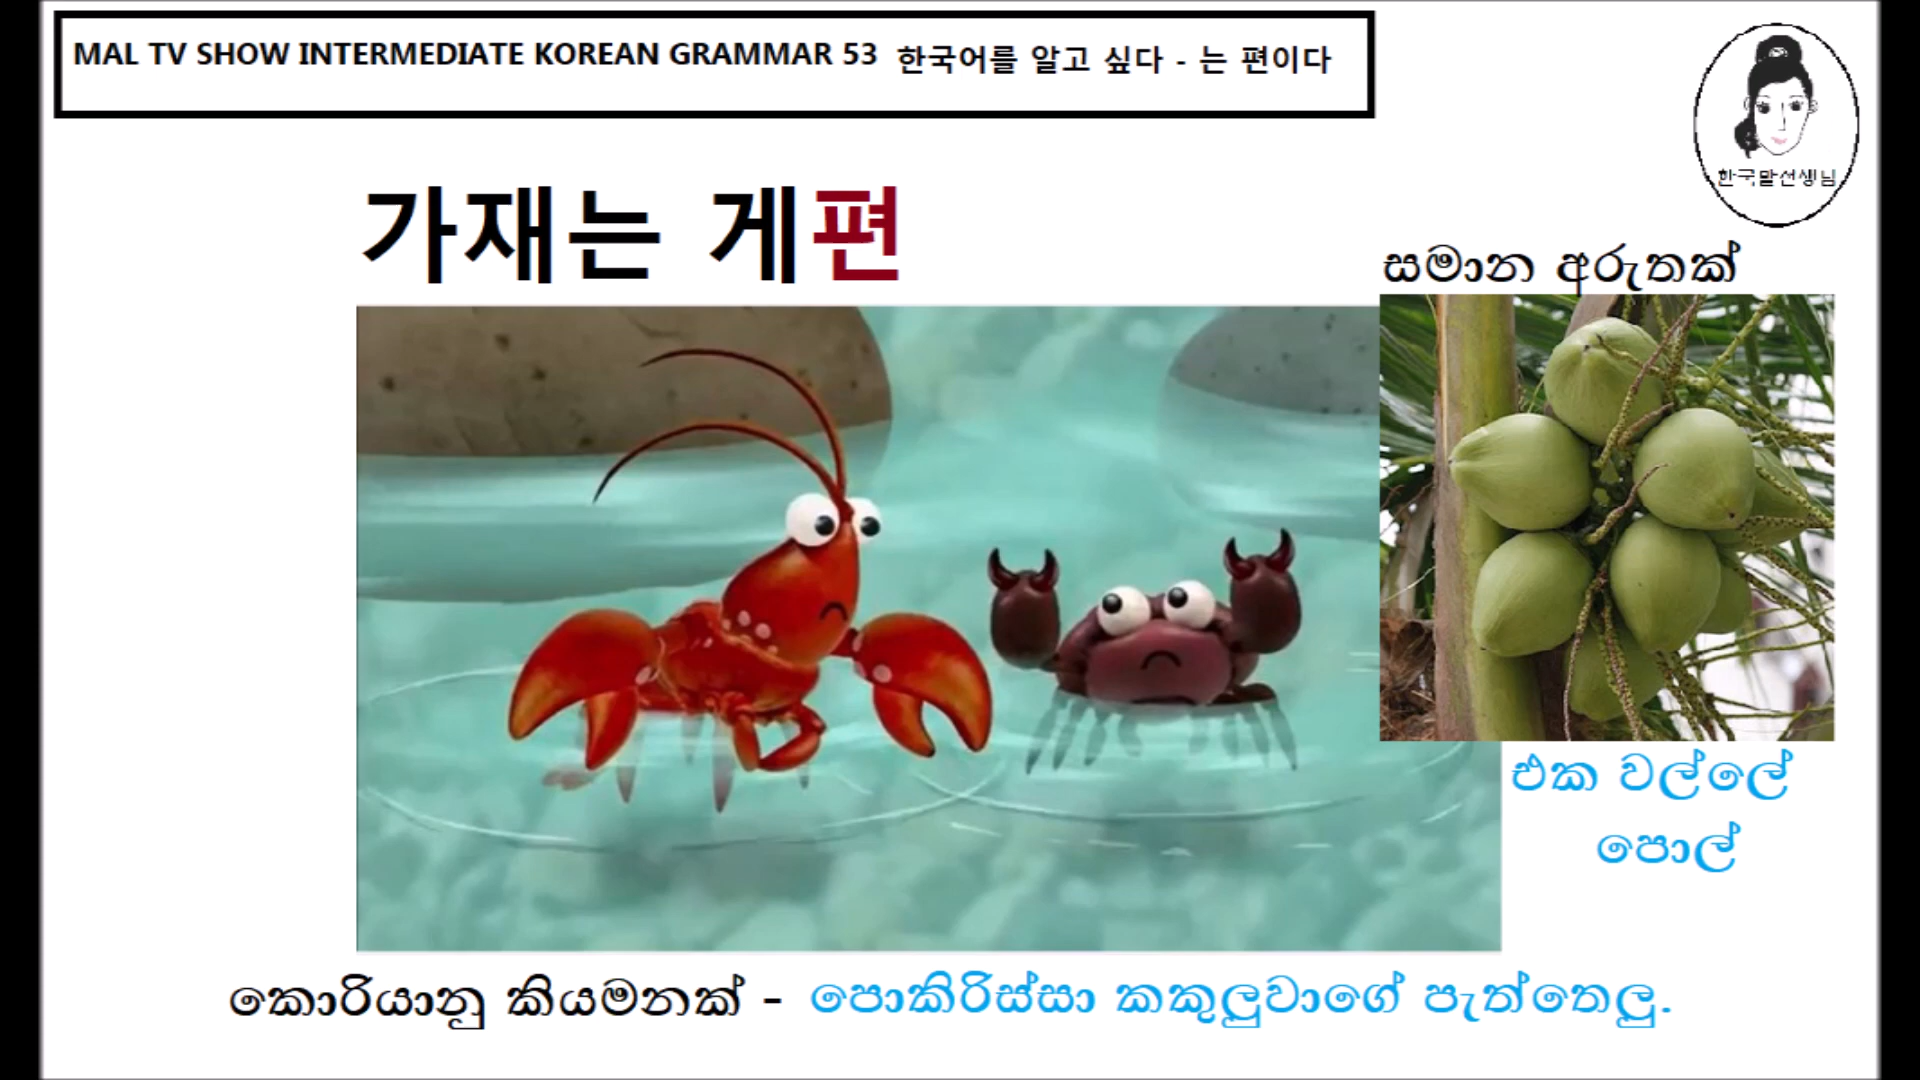 MAL TV SHOW INTERMEDIATE KOREAN GRAMMAR 53 한국어를 알고 싶다 - 는 편이다
한국말선생님
가재는 게편
සමාන අරුතක්
එක වල්ලේ
පොල්
කොරියානු කියමනක් - පොකිරිස්සා කකුලුවාගේ පැත්තෙලු.